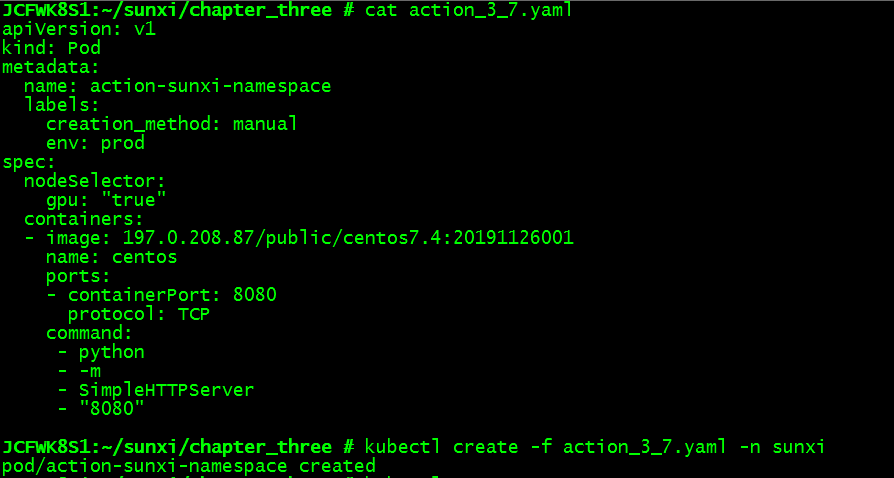 JCFWK8S1:~/sunxi/chapter_three # cat action_3_7.yaml
apiVersion: v1
kind: Pod
metadata:
  name: action-sunxi-namespace
  labels:
    creation_method: manual
    env: prod
spec:
  nodeSelector:
    gpu: "true"
  containers:
  - image: 197.0.208.87/public/centos7.4:20191126001
    name: centos
    ports:
    - containerPort: 8080
      protocol: TCP
    command:
     - python
     - -m
     - SimpleHTTPServer
     - "8080"
JCFWK8S1:~/sunxi/chapter_three # kubectl create -f action_3_7.yaml -n sunxi
pod/action-sunxi-namespace created